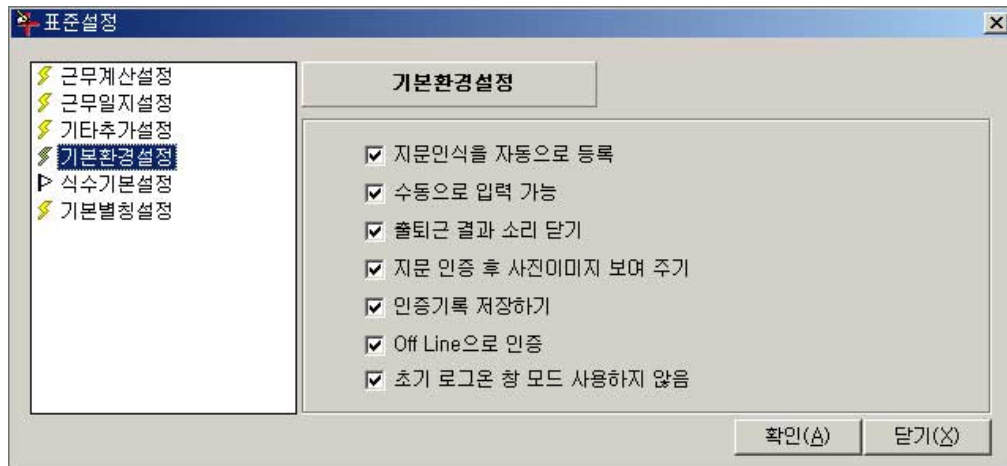 표준설정
근무계산설정
근무일지설정
기타추가설정
기본환경설정
식수기본설정
기본별칭설정
기본환경설정
지문인식을 자동으로 등록
수동으로 입력 가능
출퇴근 결과 소리 닫기
지문 인증 후 사진이미지 보여 주기
인증기록 저장하기
Off Line으로 인증
초기 로그온 창 모드 사용하지 않음
확인(A) 닫기(X)